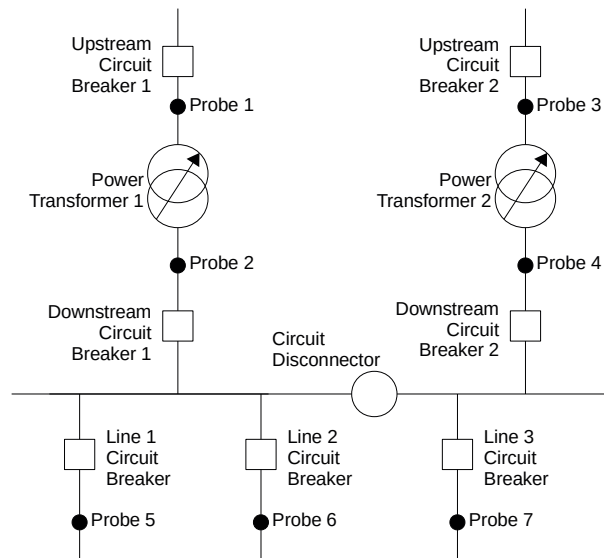 Upstream
Circuit
Breaker 1
Probe 1
Power
Transformer 1
Probe 2
Downstream
Circuit
Breaker 1
Upstream
Circuit
Breaker 2
Probe 3
Power
Transformer 2
Probe 4
Downstream
Circuit
Breaker 2
Circuit
Disconnector
Line 1
Circuit
Breaker
Probe 5
Line 2
Circuit
Breaker
Probe 6
Line 3
Circuit
Breaker
Probe 7